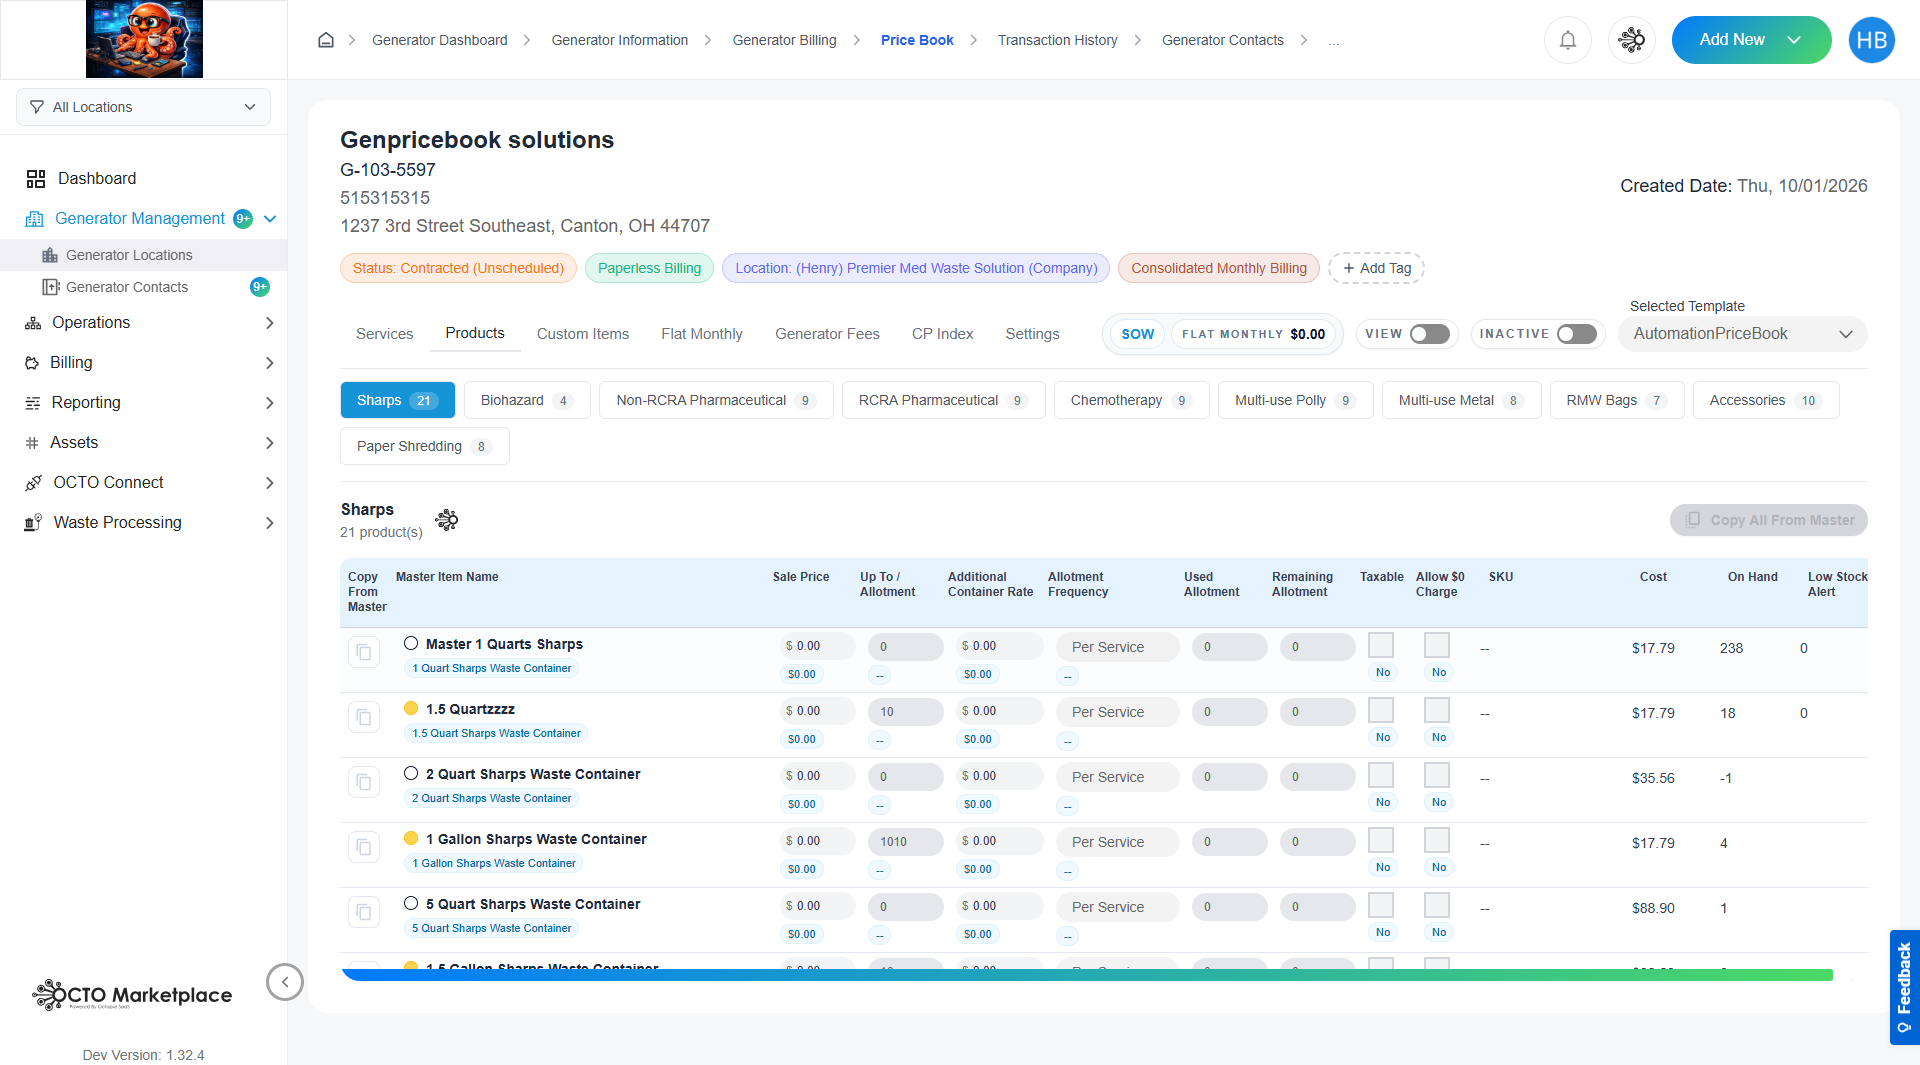 Generator Dashboard
Generator Information
Generator Billing
Price Book
Transaction History
Generator Contacts
...
Add New
HB
All Locations
Dashboard
Generator Management 9+
Generator Locations
Generator Contacts 9+
Operations
Billing
Reporting
Assets
OCTO Connect
Waste Processing
OCTO Marketplace
Powered By Octopus SaaS
Dev Version: 1.32.4
Genpricebook solutions
G-103-5597
515315315
1237 3rd Street Southeast, Canton, OH 44707
Created Date: Thu, 10/01/2026
Status: Contracted (Unscheduled)
Paperless Billing
Location: (Henry) Premier Med Waste Solution (Company)
Consolidated Monthly Billing
+ Add Tag
Services
Products
Custom Items
Flat Monthly
Generator Fees
CP Index
Settings
SOW
FLAT MONTHLY $0.00
VIEW
INACTIVE
Selected Template
AutomationPriceBook
Sharps 21
Biohazard 4
Non-RCRA Pharmaceutical 9
RCRA Pharmaceutical 9
Chemotherapy 9
Multi-use Polly 9
Multi-use Metal 8
RMW Bags 7
Accessories 10
Paper Shredding 8
Sharps
21 product(s)
Copy All From Master
Copy From Master
Master Item Name
Sale Price
Up To / Allotment
Additional Container Rate
Allotment Frequency
Used Allotment
Remaining Allotment
Taxable
Allow $0 Charge
SKU
Cost
On Hand
Low Stock Alert
Master 1 Quarts Sharps $ 0.00 0 $ 0.00 Per Service 0 0 -- $17.79 238 0
1 Quart Sharps Waste Container $0.00 -- $0.00 -- No No
1.5 Quartzzzz $ 0.00 10 $ 0.00 Per Service 0 0 -- $17.79 18 0
1.5 Quart Sharps Waste Container $0.00 -- $0.00 -- No No
2 Quart Sharps Waste Container $ 0.00 0 $ 0.00 Per Service 0 0 -- $35.56 -1
2 Quart Sharps Waste Container $0.00 -- $0.00 -- No No
1 Gallon Sharps Waste Container $ 0.00 1010 $ 0.00 Per Service 0 0 -- $17.79 4
1 Gallon Sharps Waste Container $0.00 -- $0.00 -- No No
5 Quart Sharps Waste Container $ 0.00 0 $ 0.00 Per Service 0 0 -- $88.90 1
5 Quart Sharps Waste Container $0.00 -- $0.00 -- No No
1.5 Gallon Sharps Waste Container
Feedback